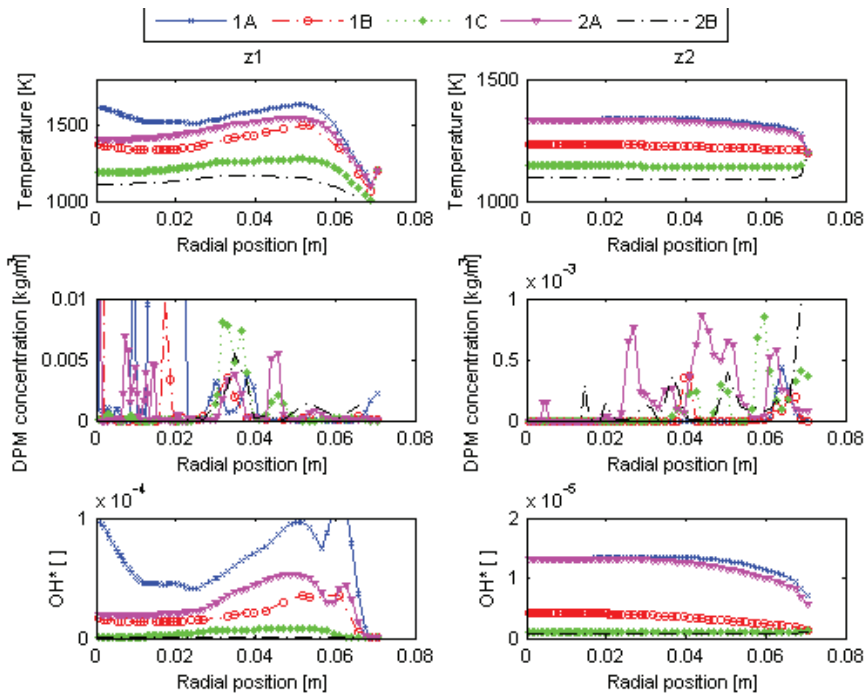 1A 1B 1C 2A 2B
z1 z2
Temperature [K]
1500
1000
0 0.02 0.04 0.06 0.08
Radial position [m]
Temperature [K]
1500
1000
0 0.02 0.04 0.06 0.08
Radial position [m]
DPM concentration [kg/m³]
0.01
0.005
0
0 0.02 0.04 0.06 0.08
Radial position [m]
DPM concentration [kg/m³]
x 10⁻³
1
0.5
0
0 0.02 0.04 0.06 0.08
Radial position [m]
OH* [ ]
x 10⁻⁴
1
0.5
0
0 0.02 0.04 0.06 0.08
Radial position [m]
OH* [ ]
x 10⁻⁵
2
1
0
0 0.02 0.04 0.06 0.08
Radial position [m]